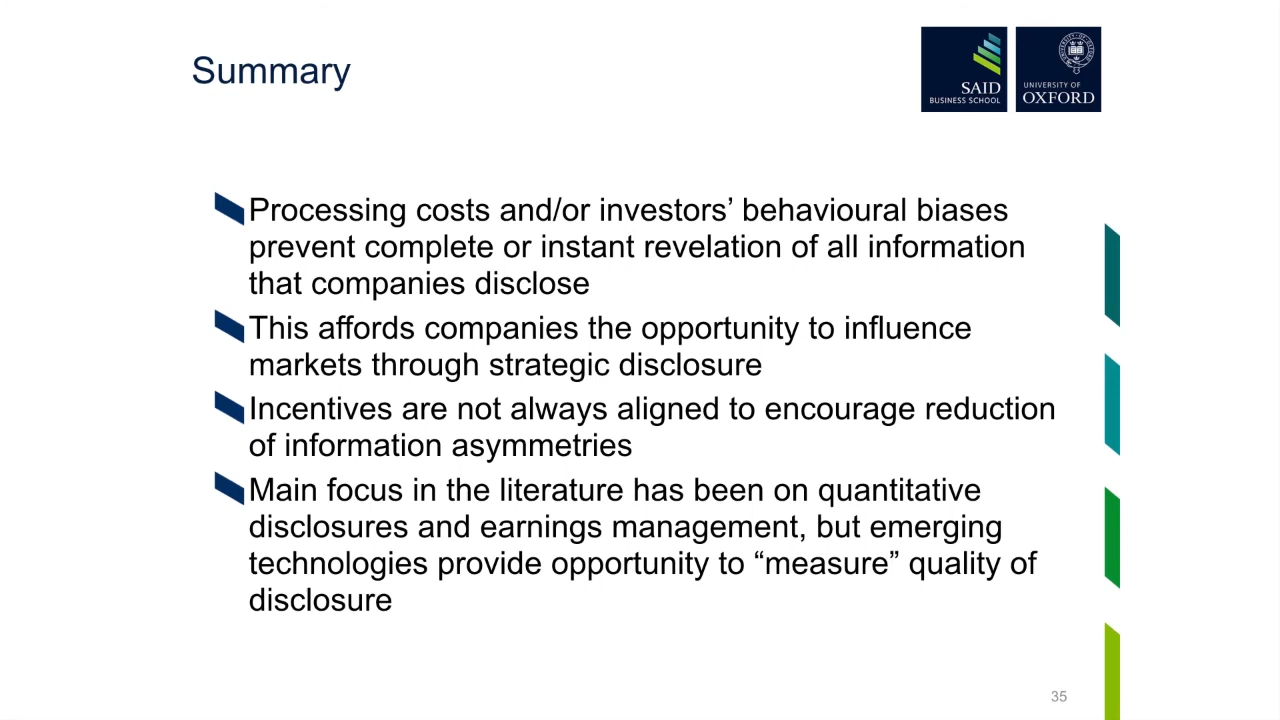 Summary
SAID
BUSINESS SCHOOL
UNIVERSITY OF
OXFORD
Processing costs and/or investors’ behavioural biases
prevent complete or instant revelation of all information
that companies disclose
This affords companies the opportunity to influence
markets through strategic disclosure
Incentives are not always aligned to encourage reduction
of information asymmetries
Main focus in the literature has been on quantitative
disclosures and earnings management, but emerging
technologies provide opportunity to “measure” quality of
disclosure
35